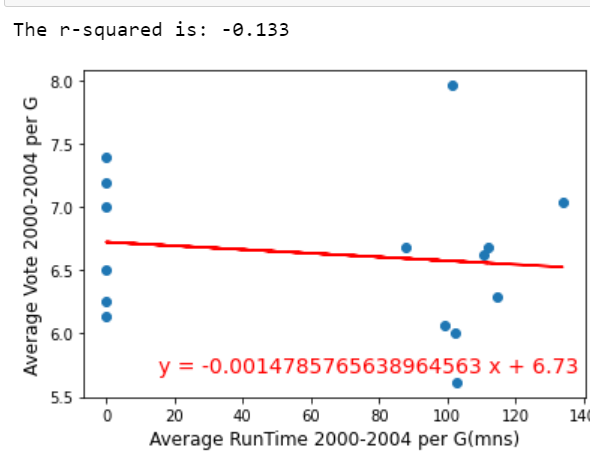 The r-squared is: -0.133
Average Vote 2000-2004 per G
8.0
7.5
7.0
6.5
6.0
5.5
y = -0.0014785765638964563 x + 6.73
0 20 40 60 80 100 120 140
Average RunTime 2000-2004 per G(mns)